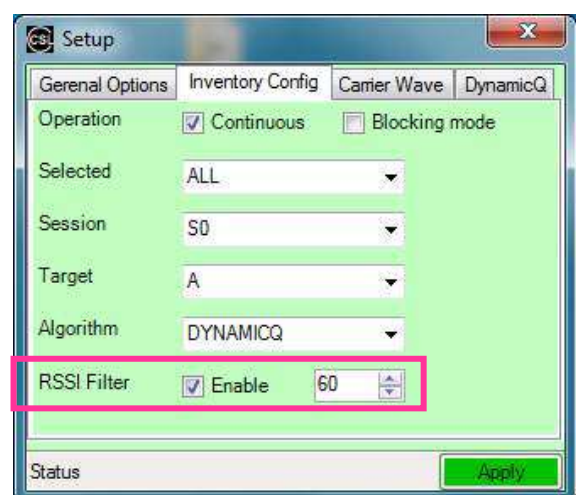 CSL Setup
Gerenal Options Inventory Config Carrier Wave DynamicQ
Operation Continuous Blocking mode
Selected ALL
Session S0
Target A
Algorithm DYNAMICQ
RSSI Filter Enable 60
Status Apply